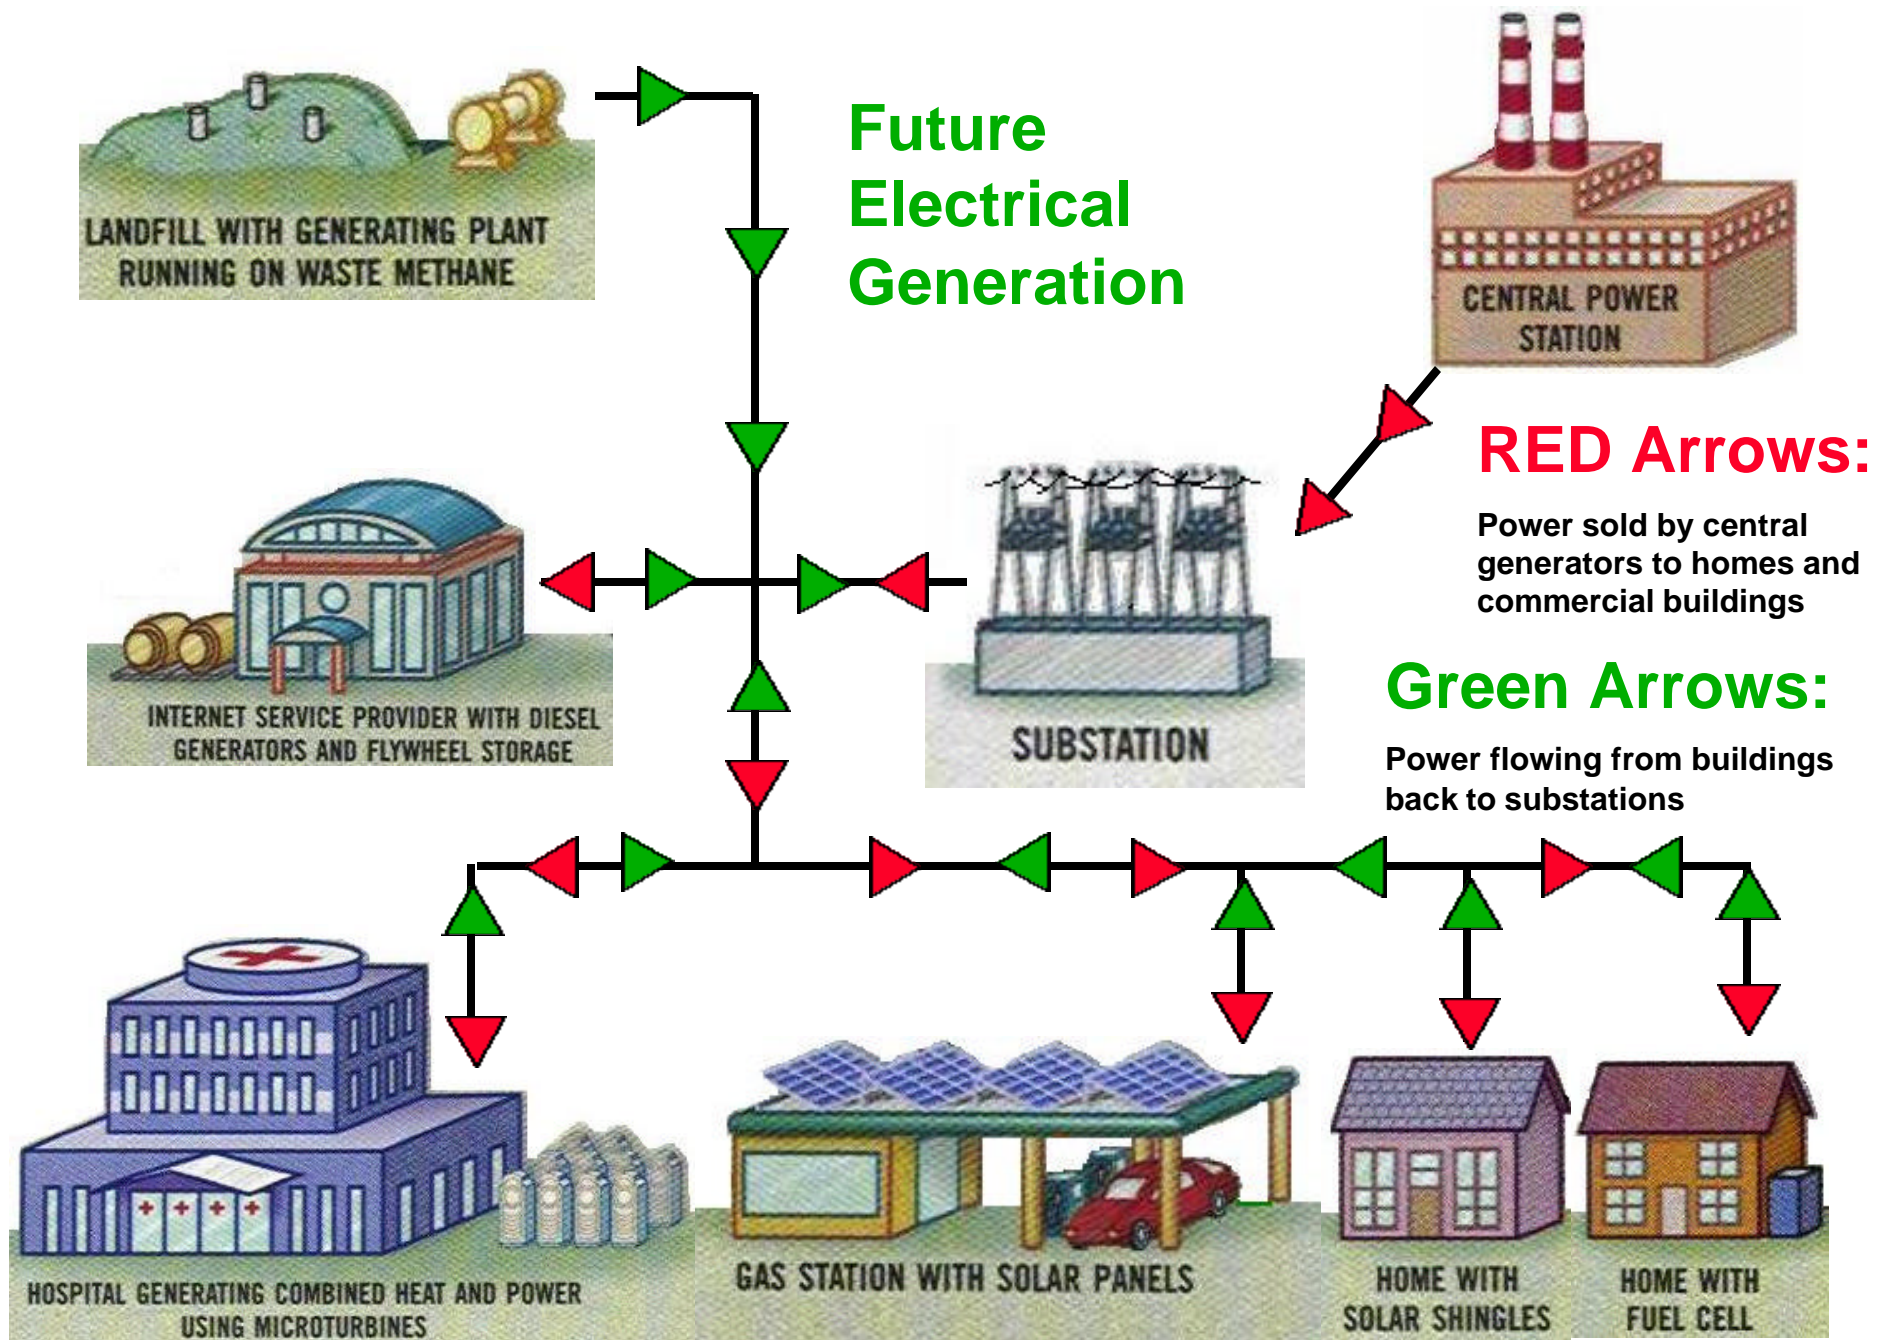 Future
Electrical
Generation
LANDFILL WITH GENERATING PLANT
RUNNING ON WASTE METHANE
CENTRAL POWER
STATION
RED Arrows:
Power sold by central
generators to homes and
commercial buildings
INTERNET SERVICE PROVIDER WITH DIESEL
GENERATORS AND FLYWHEEL STORAGE
SUBSTATION
Green Arrows:
Power flowing from buildings
back to substations
HOSPITAL GENERATING COMBINED HEAT AND POWER
USING MICROTURBINES
GAS STATION WITH SOLAR PANELS
HOME WITH
SOLAR SHINGLES
HOME WITH
FUEL CELL